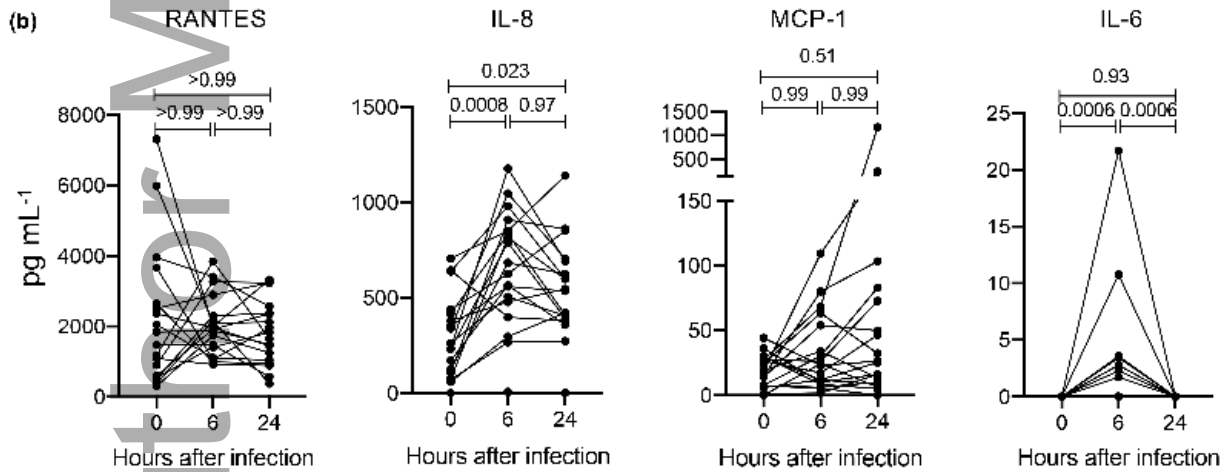 (b) RANTES IL-8 MCP-1 IL-6
>0.99 0.023 0.51 0.93
>0.99 >0.99 0.0008 0.97 0.99 0.99 0.0006 0.0006
pg mL-1
8000
6000
4000
2000
0
0 6 24
Hours after infection
1500
1000
500
0
0 6 24
Hours after infection
1500
1000
500
150
100
50
0
0 6 24
Hours after infection
25
20
15
10
5
0
0 6 24
Hours after infection